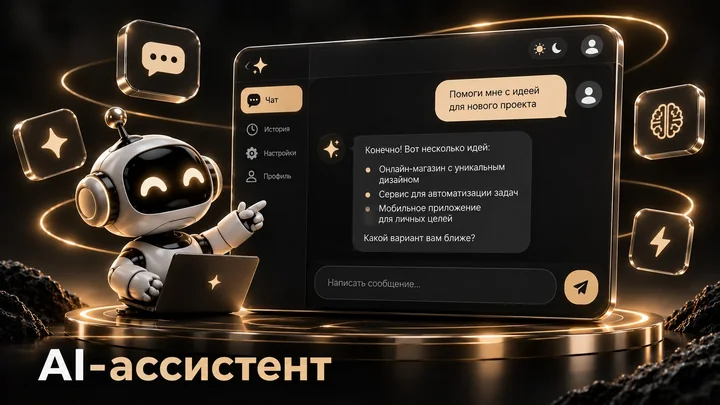 Чат
История
Настройки
Профиль
Помоги мне с идеей
для нового проекта
Конечно! Вот несколько идей:
Онлайн-магазин с уникальным
дизайном
Сервис для автоматизации задач
Мобильное приложение
для личных целей
Какой вариант вам ближе?
Написать сообщение...
AI-ассистент